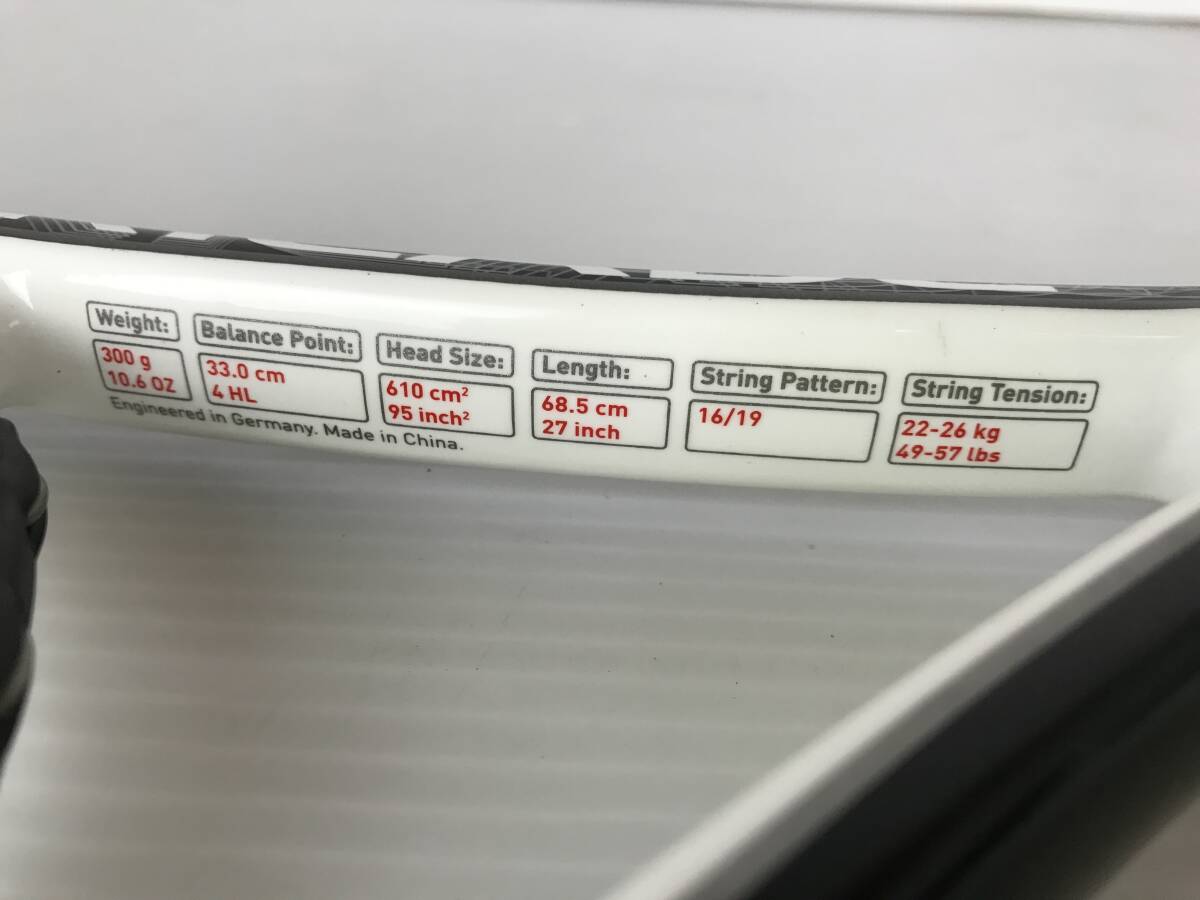 Weight:
300 g
10.6 OZ
Balance Point:
33.0 cm
4 HL
Head Size:
610 cm²
95 inch²
Length:
68.5 cm
27 inch
String Pattern:
16/19
String Tension:
22-26 kg
49-57 lbs
Engineered in Germany. Made in China.